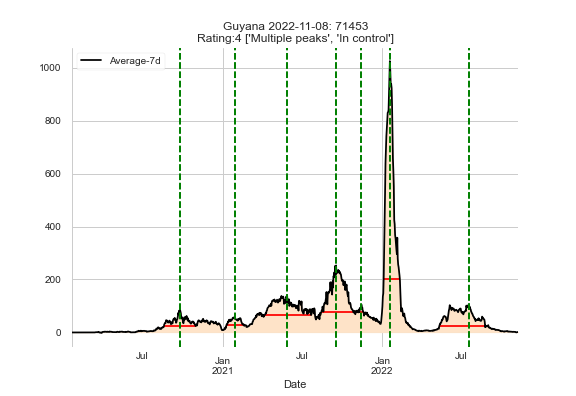 Guyana 2022-11-08: 71453
Rating:4 ['Multiple peaks', 'In control']
Average-7d
1000
800
600
400
200
0
Jul
Jan
2021
Jul
Jan
2022
Jul
Date